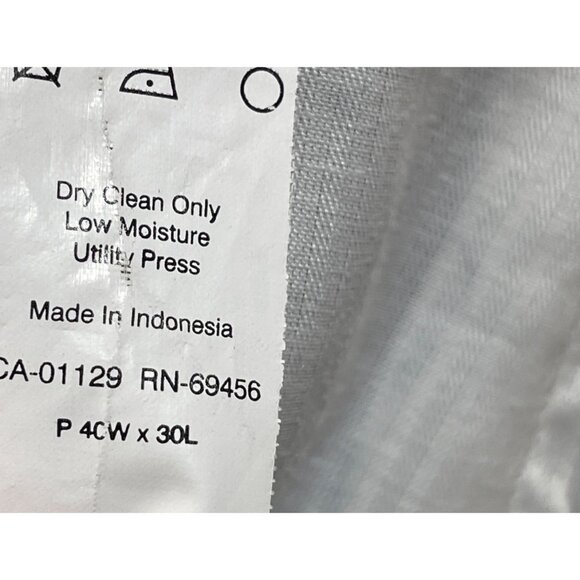 Dry Clean Only
Low Moisture
Utility Press
Made In Indonesia
CA-01129 RN-69456
P 40W x 30L